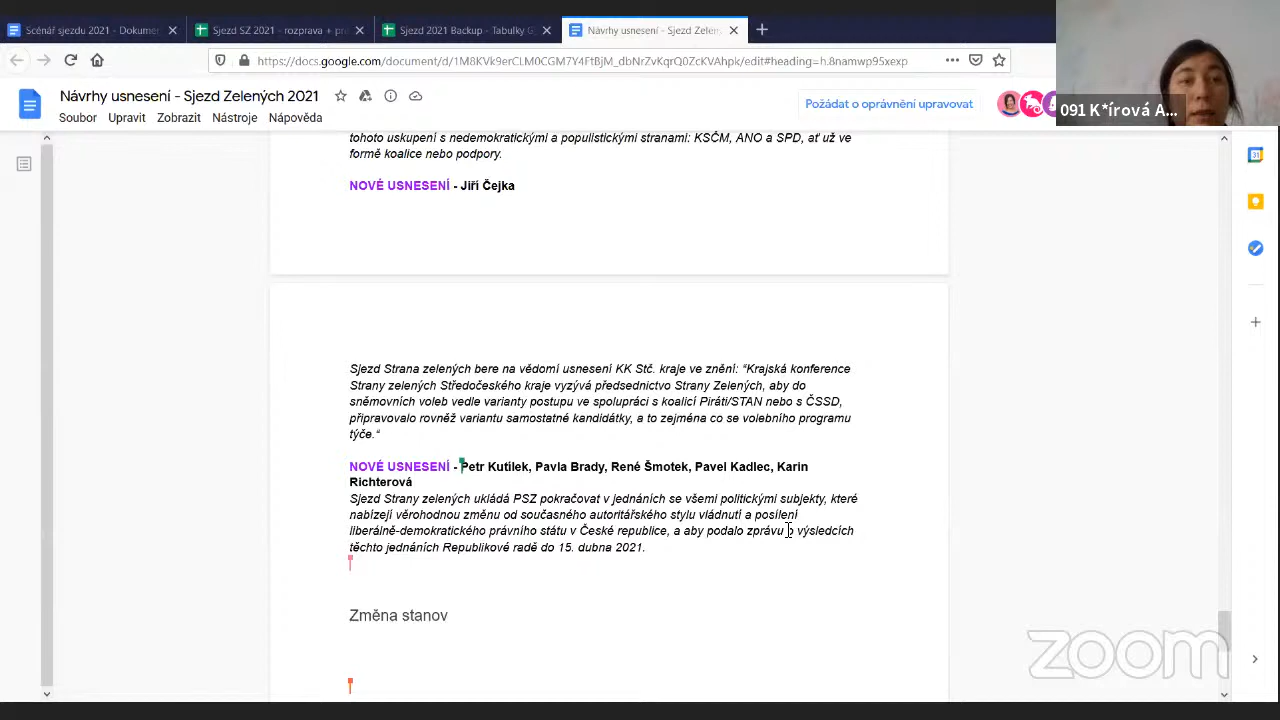 Scénář sjezdu 2021 - Dokumen
Sjezd SZ 2021 - rozprava + pra
Sjezd 2021 Backup - Tabulky G
Návrhy usnesení - Sjezd Zelen
https://docs.google.com/document/d/1M8KVk9erCLM0CGM7Y4FtBjM_dbNrZvKqrQ0ZcKVAhpk/edit#heading=h.8namwp95xexp
091 K*írová A...
Návrhy usnesení - Sjezd Zelených 2021
Požádat o oprávnění upravovat
Soubor Upravit Zobrazit Nástroje Nápověda
tohoto uskupení s nedemokratickými a populistickými stranami: KSČM, ANO a SPD, ať už ve
formě koalice nebo podpory.
NOVÉ USNESENÍ - Jiří Čejka
Sjezd Strana zelených bere na vědomí usnesení KK Stč. kraje ve znění: "Krajská konference
Strany zelených Středočeského kraje vyzývá předsednictvo Strany Zelených, aby do
sněmovních voleb vedle varianty postupu ve spolupráci s koalicí Piráti/STAN nebo s ČSSD,
připravovalo rovněž variantu samostatné kandidátky, a to zejména co se volebního programu
týče."
NOVÉ USNESENÍ - Petr Kutílek, Pavla Brady, René Šmotek, Pavel Kadlec, Karin
Richterová
Sjezd Strany zelených ukládá PSZ pokračovat v jednáních se všemi politickými subjekty, které
nabízejí věrohodnou změnu od současného autoritářského stylu vládnutí a posílení
liberálně-demokratického právního státu v České republice, a aby podalo zprávu o výsledcích
těchto jednáních Republikové radě do 15. dubna 2021.
Změna stanov
zoom